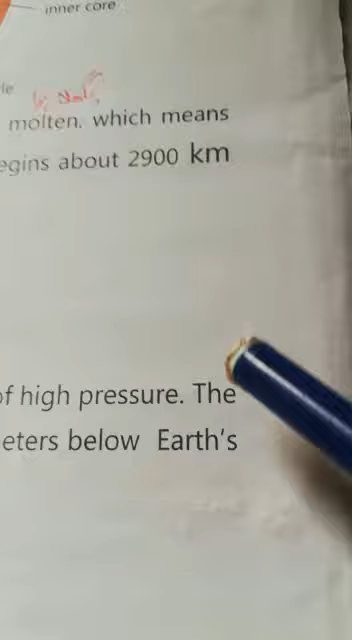 inner core
molten, which means
egins about 2900 km
of high pressure. The
eters below Earth's